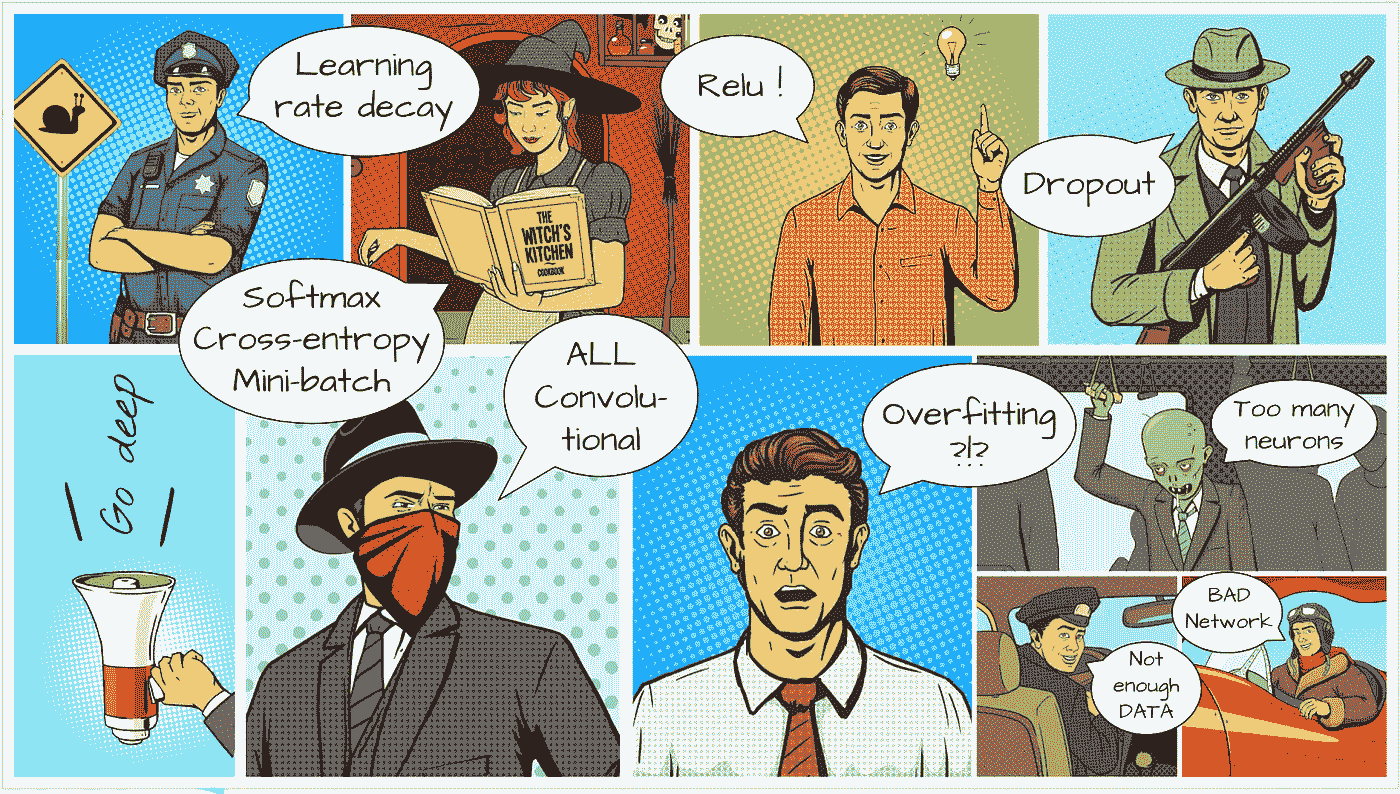 Learning
rate decay
THE
WITCH'S
KITCHEN
COOKBOOK
Relu !
Dropout
Softmax
Cross-entropy
Mini-batch
Go deep
ALL
Convolu-
tional
Overfitting
?!?
Too many
neurons
Not
enough
DATA
BAD
Network